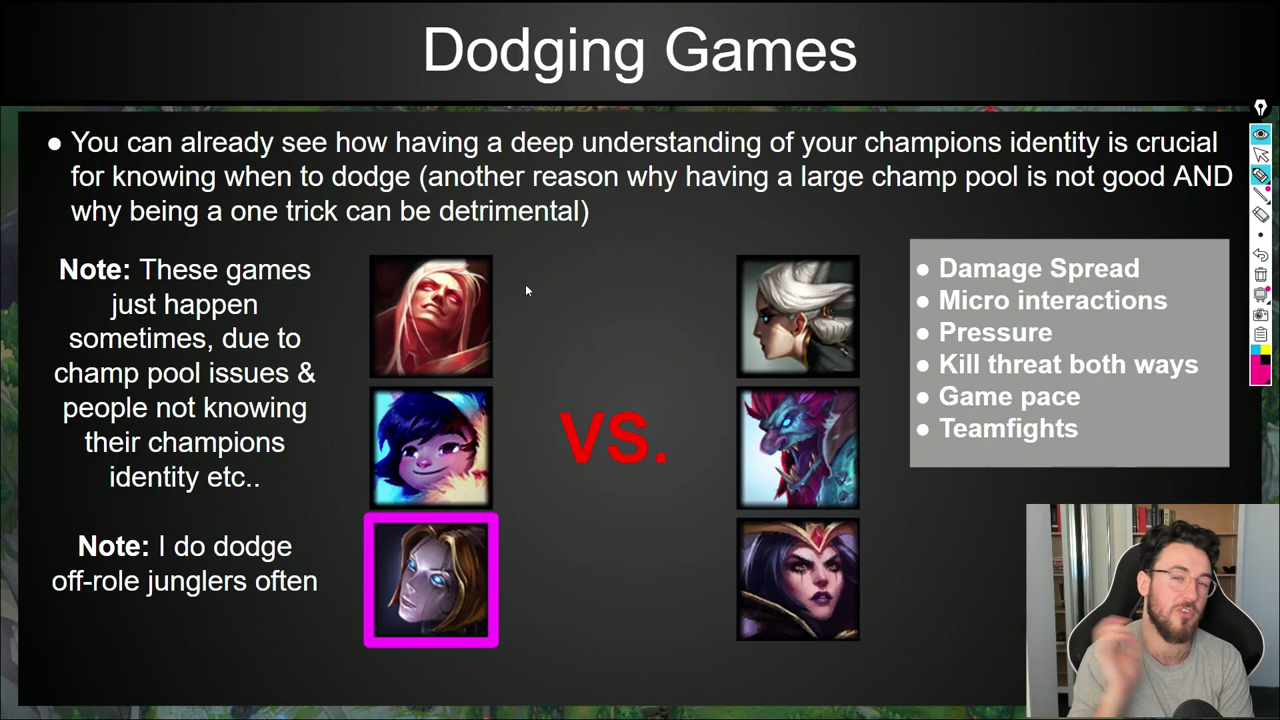 Dodging Games
● You can already see how having a deep understanding of your champions identity is crucial
for knowing when to dodge (another reason why having a large champ pool is not good AND
why being a one trick can be detrimental)
Note: These games
just happen
sometimes, due to
champ pool issues &
people not knowing
their champions
identity etc..
Note: I do dodge
off-role junglers often
VS.
● Damage Spread
● Micro interactions
● Pressure
● Kill threat both ways
● Game pace
● Teamfights